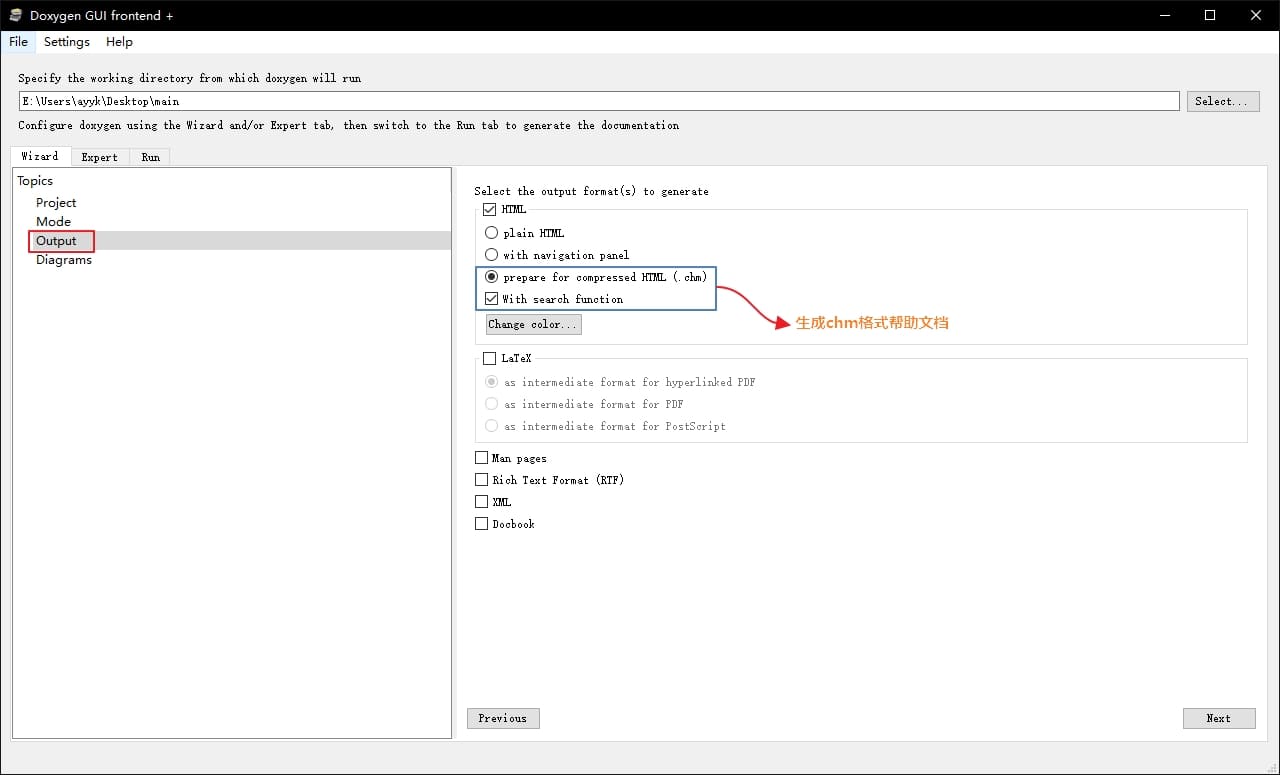 Doxygen GUI frontend +
File Settings Help
Specify the working directory from which doxygen will run
E:\Users\ayyk\Desktop\main
Select...
Configure doxygen using the Wizard and/or Expert tab, then switch to the Run tab to generate the documentation
Wizard Expert Run
Topics
Project
Mode
Output
Diagrams
Select the output format(s) to generate
HTML
plain HTML
with navigation panel
prepare for compressed HTML (.chm)
With search function
Change color...
生成chm格式帮助文档
LaTeX
as intermediate format for hyperlinked PDF
as intermediate format for PDF
as intermediate format for PostScript
Man pages
Rich Text Format (RTF)
XML
Docbook
Previous
Next